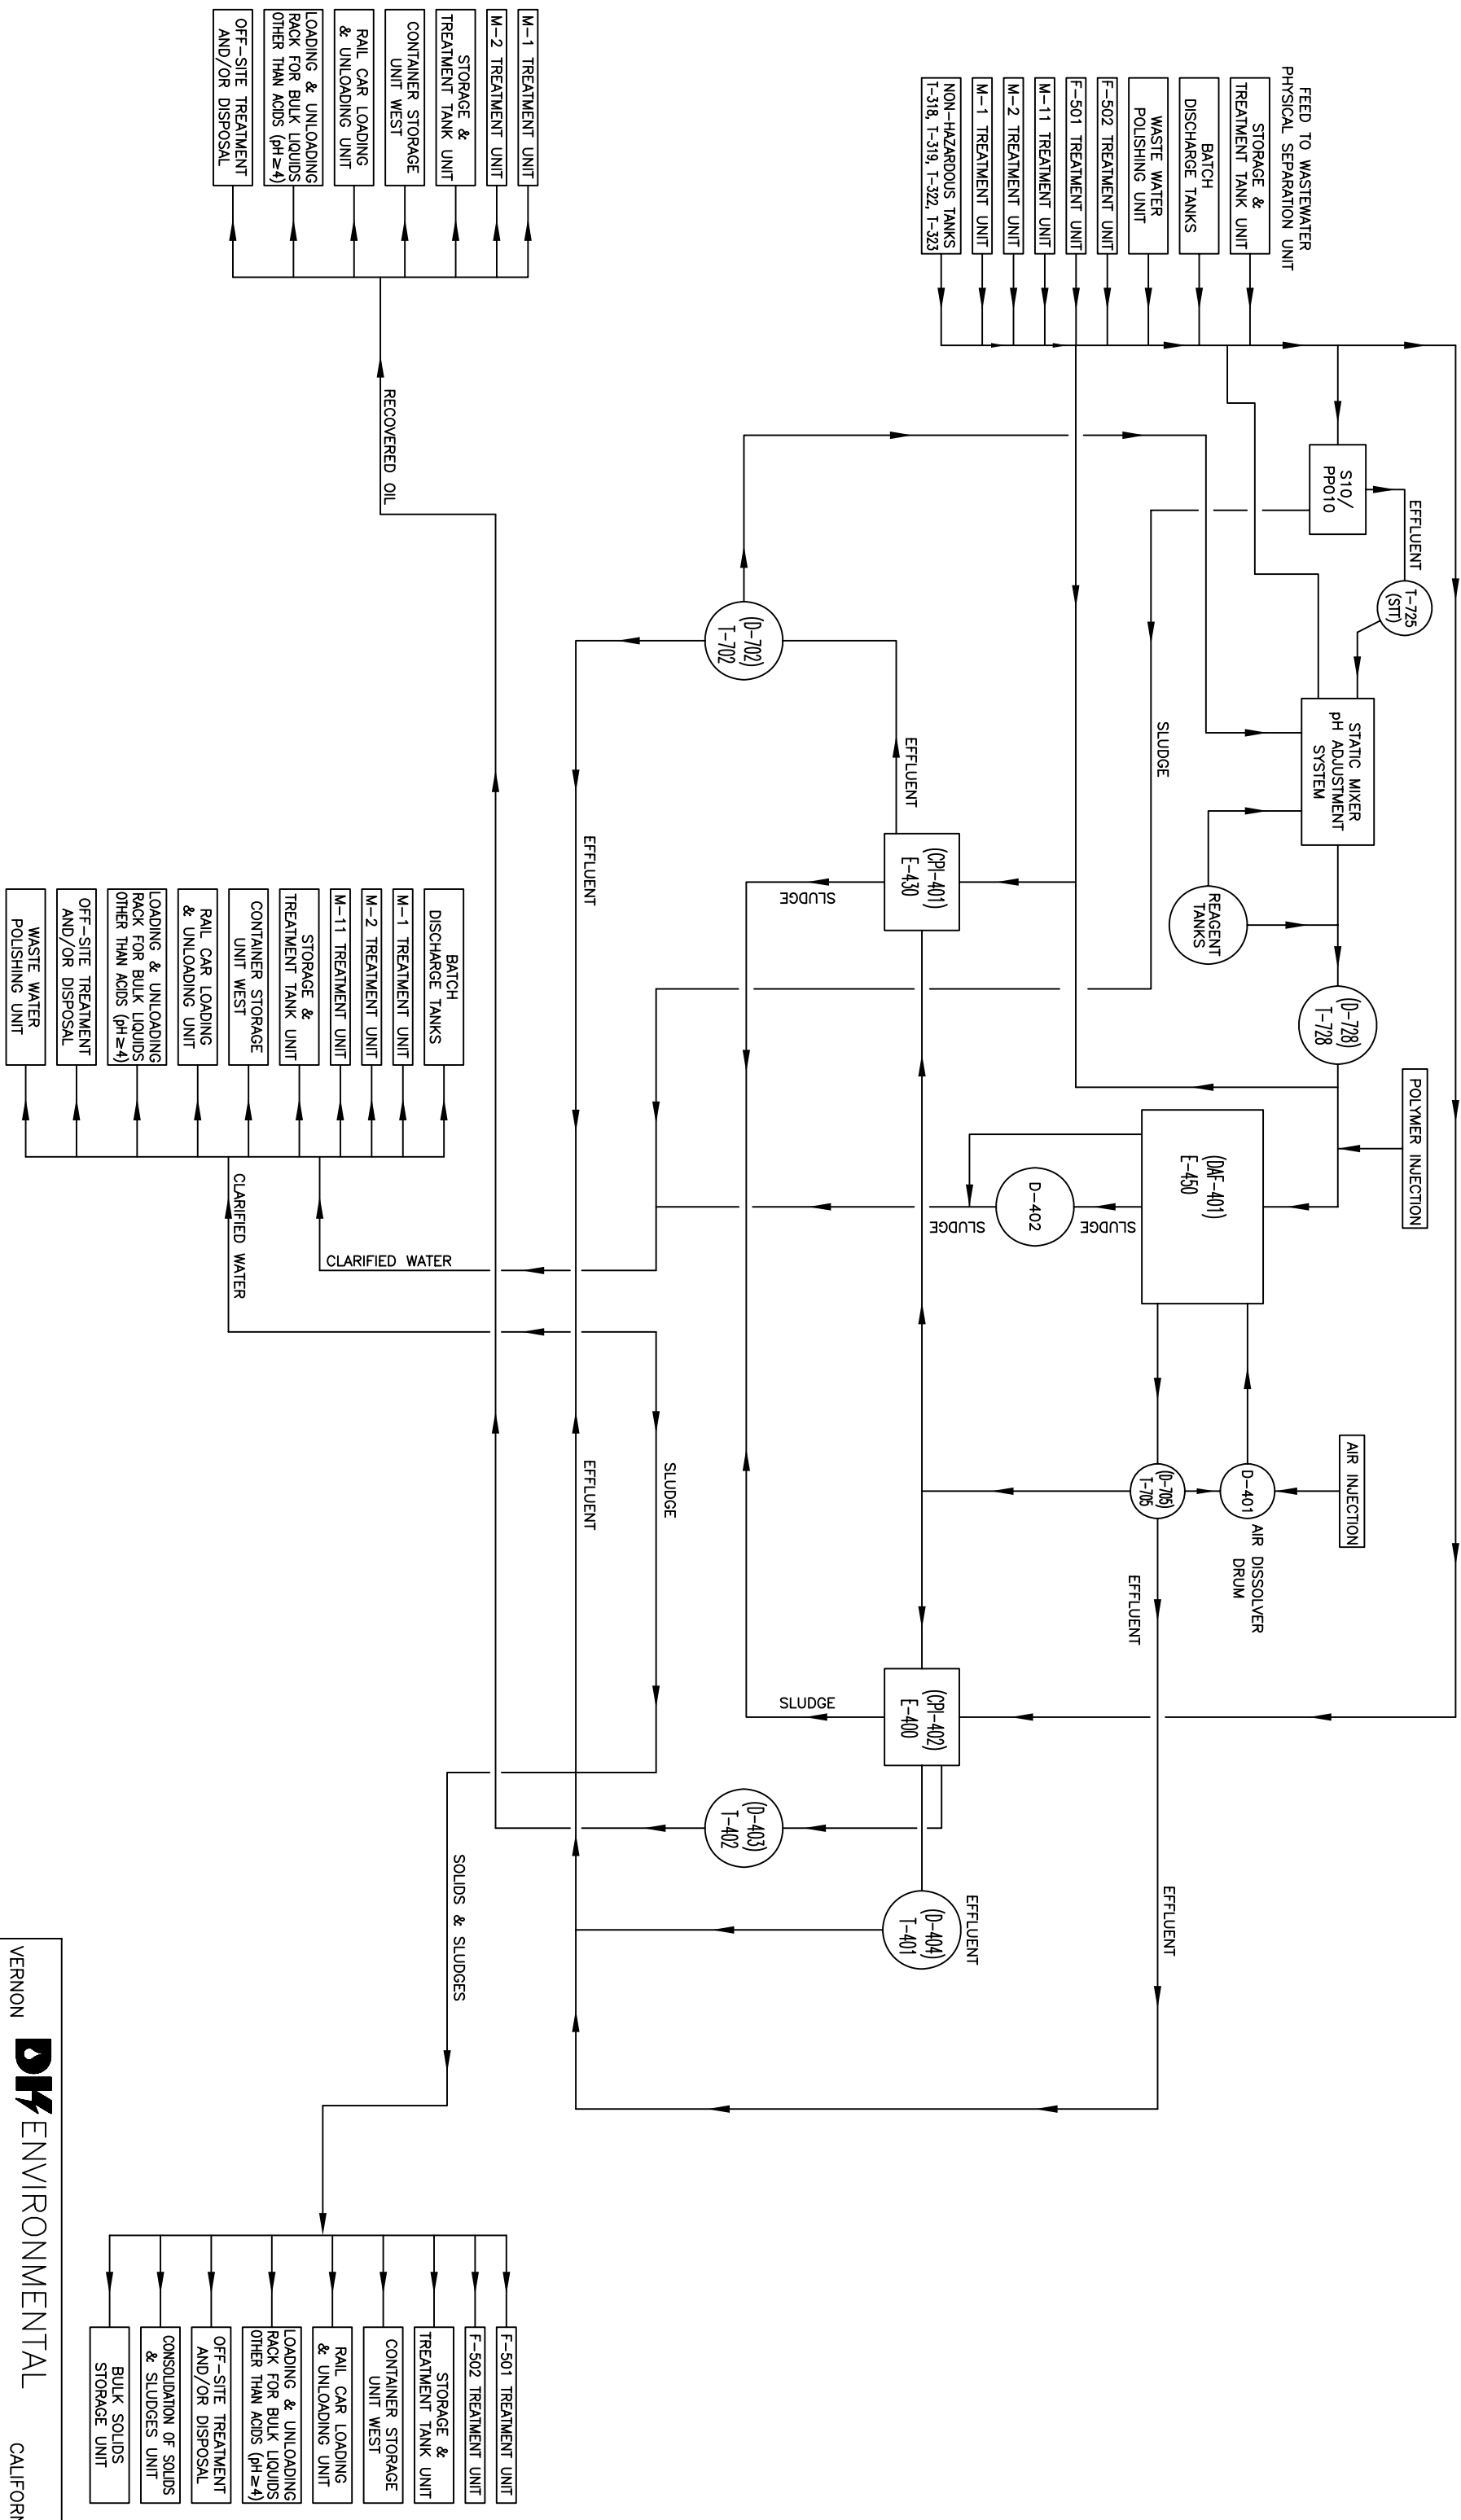 FEED TO WASTEWATER
PHYSICAL SEPARATION UNIT
STORAGE &
TREATMENT TANK UNIT
BATCH
DISCHARGE TANKS
WASTE WATER
POLISHING UNIT
F-502 TREATMENT UNIT
F-501 TREATMENT UNIT
M-11 TREATMENT UNIT
M-2 TREATMENT UNIT
M-1 TREATMENT UNIT
NON-HAZARDOUS TANKS
T-318, T-319, T-322, T-323
S10/
PP010
EFFLUENT
T-725
(STT)
STATIC MIXER
pH ADJUSTMENT
SYSTEM
REAGENT
TANKS
(D-728)
T-728
POLYMER INJECTION
(DAF-401)
E-450
AIR INJECTION
D-401
AIR DISSOLVER
DRUM
(D-705)
T-705
EFFLUENT
EFFLUENT
SLUDGE
SLUDGE
D-402
SLUDGE
(CPI-401)
E-430
EFFLUENT
SLUDGE
(CPI-402)
E-400
SLUDGE
EFFLUENT
(D-404)
T-401
(D-702)
T-702
(D-403)
T-402
SLUDGE
EFFLUENT
EFFLUENT
SOLIDS & SLUDGES
RECOVERED OIL
CLARIFIED WATER
CLARIFIED WATER
M-1 TREATMENT UNIT
M-2 TREATMENT UNIT
STORAGE &
TREATMENT TANK UNIT
CONTAINER STORAGE
UNIT WEST
RAIL CAR LOADING
& UNLOADING UNIT
LOADING & UNLOADING
RACK FOR BULK LIQUIDS
OTHER THAN ACIDS (pH≥4)
OFF-SITE TREATMENT
AND/OR DISPOSAL
BATCH
DISCHARGE TANKS
M-1 TREATMENT UNIT
M-2 TREATMENT UNIT
M-11 TREATMENT UNIT
STORAGE &
TREATMENT TANK UNIT
CONTAINER STORAGE
UNIT WEST
RAIL CAR LOADING
& UNLOADING UNIT
LOADING & UNLOADING
RACK FOR BULK LIQUIDS
OTHER THAN ACIDS (pH≥4)
OFF-SITE TREATMENT
AND/OR DISPOSAL
WASTE WATER
POLISHING UNIT
F-501 TREATMENT UNIT
F-502 TREATMENT UNIT
STORAGE &
TREATMENT TANK UNIT
CONTAINER STORAGE
UNIT WEST
RAIL CAR LOADING
& UNLOADING UNIT
LOADING & UNLOADING
RACK FOR BULK LIQUIDS
OTHER THAN ACIDS (pH≥4)
OFF-SITE TREATMENT
AND/OR DISPOSAL
CONSOLIDATION OF SOLIDS
& SLUDGES UNIT
BULK SOLIDS
STORAGE UNIT
DK ENVIRONMENTAL
VERNON